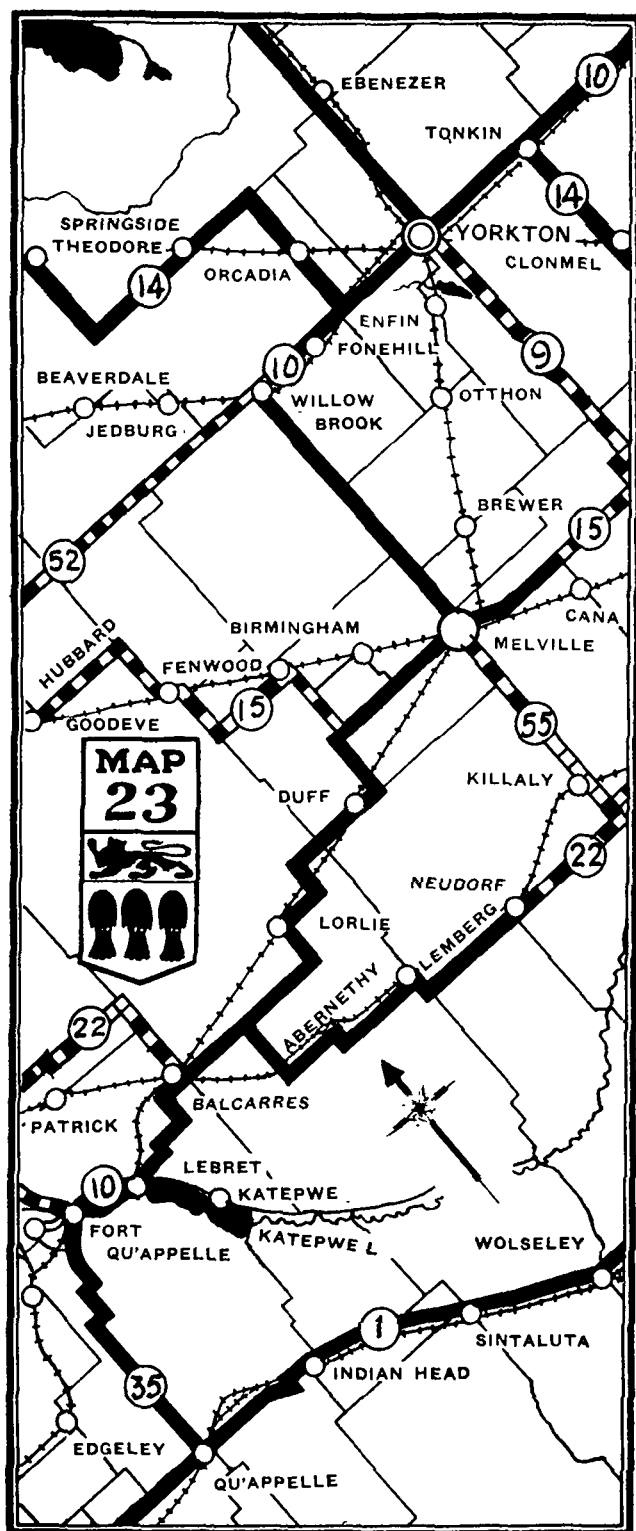 EBENEZER
10
TONKIN
14
SPRINGSIDE
THEODORE
YORKTON
CLONMEL
ORCADIA
14
ENFIN
FONEHILL
9
10
BEAVERDALE
JEDBURG
WILLOW
BROOK
OTTHON
BREWER
15
52
CANA
BIRMINGHAM
MELVILLE
HUBBARD
FENWOOD
15
GOODEVE
55
MAP
23
KILLALY
DUFF
22
NEUDORF
LORLIE
LEMBERG
ABERNETHY
22
BALCARRES
PATRICK
LEBRET
10
KATEPWE
FORT
QU'APPELLE
KATEPWE L
WOLSELEY
1
SINTALUTA
INDIAN HEAD
35
EDGELEY
QU'APPELLE